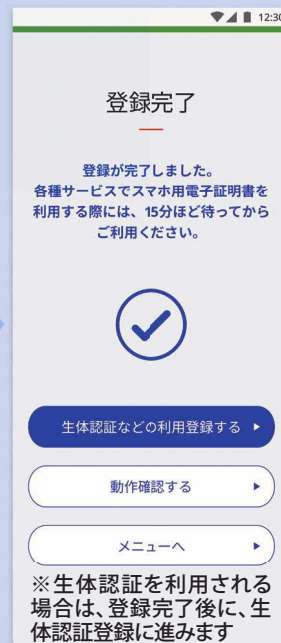 12:30
登録完了
登録が完了しました。
各種サービスでスマホ用電子証明書を
利用する際には、15分ほど待ってから
ご利用ください。
生体認証などの利用登録する
動作確認する
メニューへ
※生体認証を利用される
場合は、登録完了後に、生
体認証登録に進みます